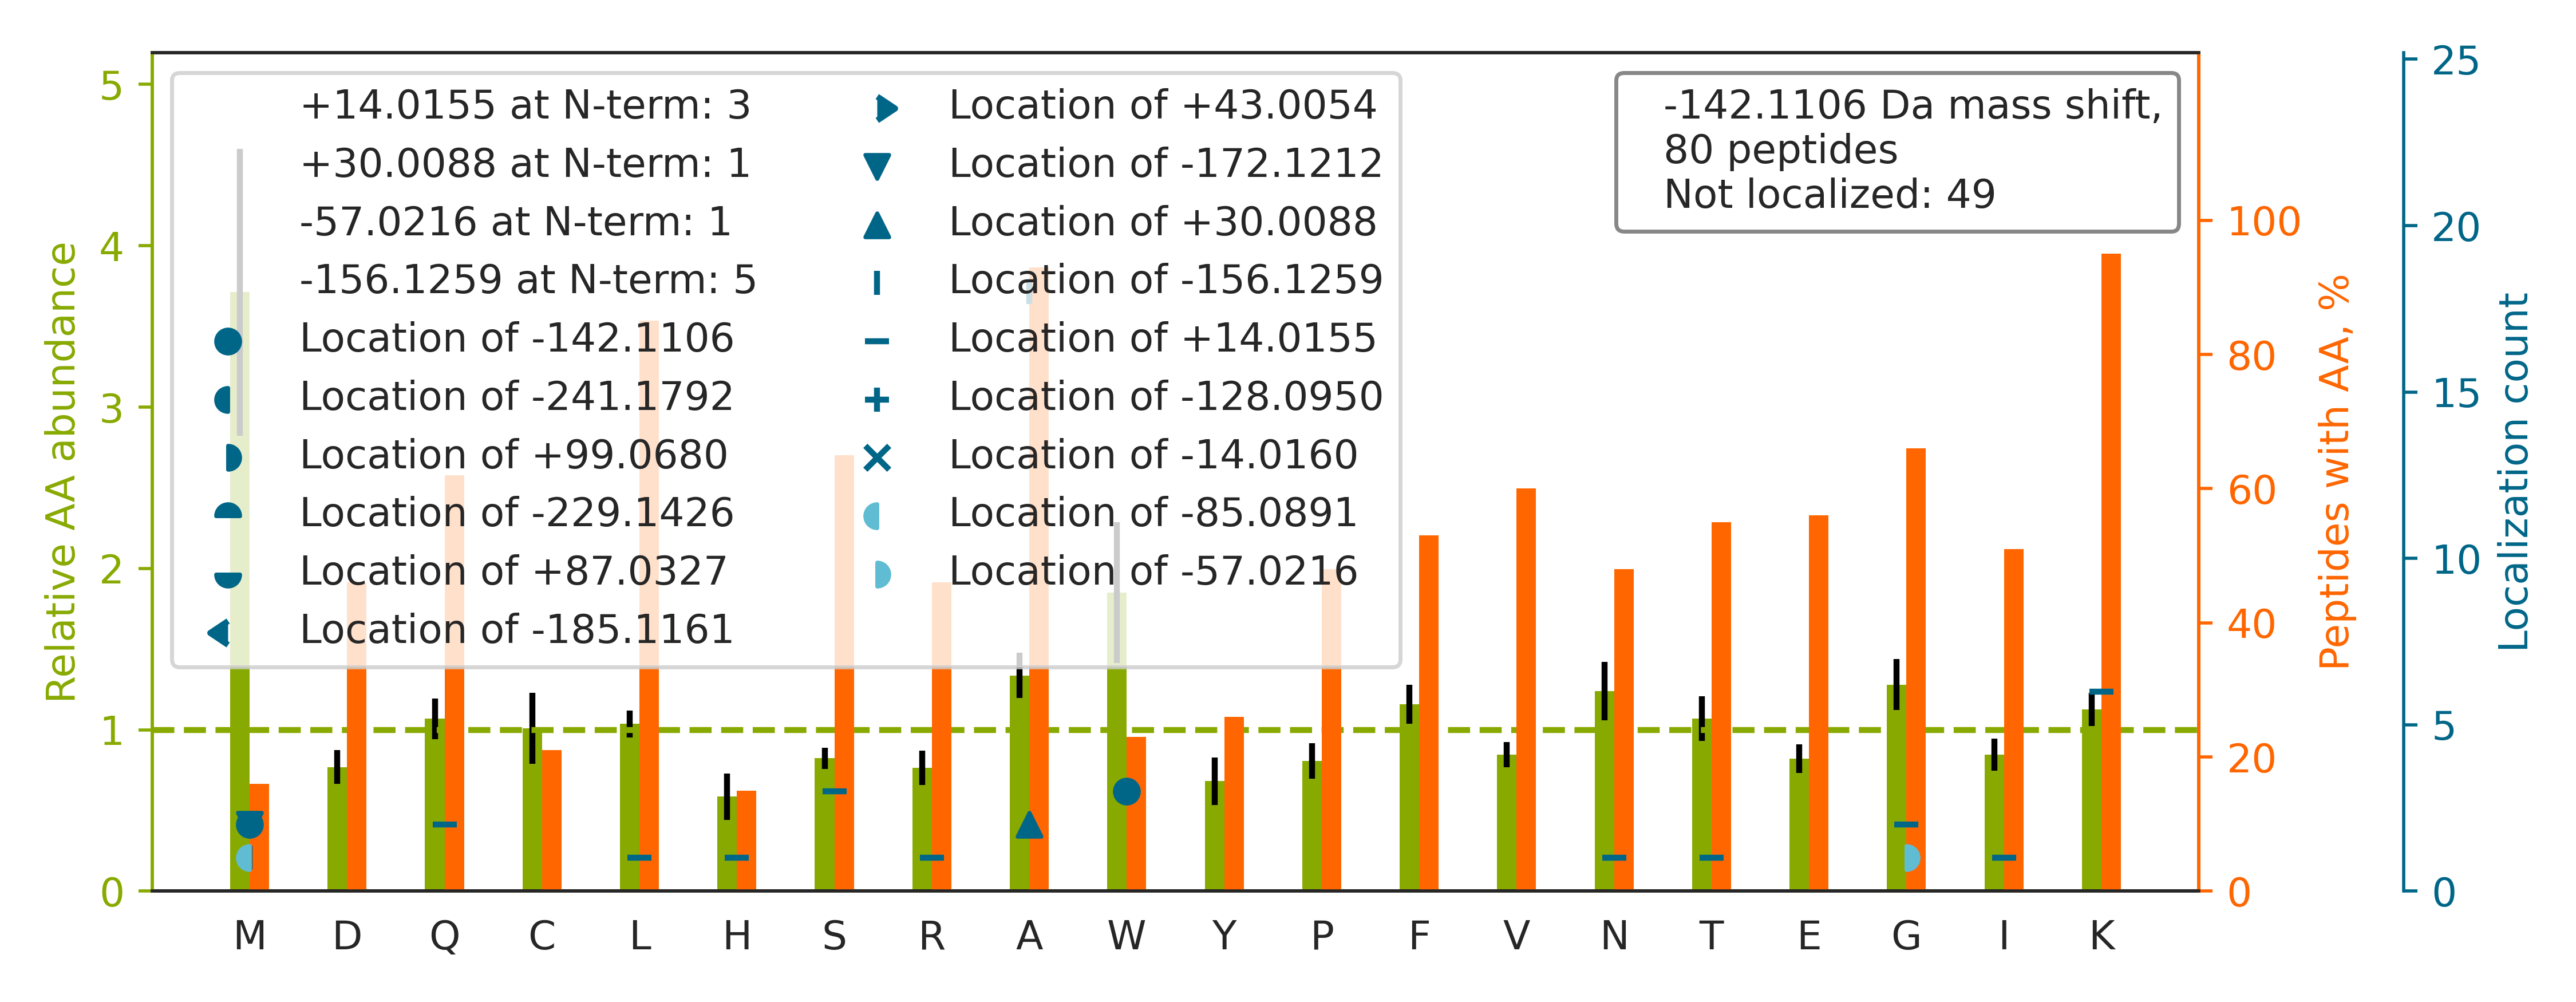 +14.0155 at N-term: 3
+30.0088 at N-term: 1
-57.0216 at N-term: 1
-156.1259 at N-term: 5
Location of -142.1106
Location of -241.1792
Location of +99.0680
Location of -229.1426
Location of +87.0327
Location of -185.1161
Location of +43.0054
Location of -172.1212
Location of +30.0088
Location of -156.1259
Location of +14.0155
Location of -128.0950
Location of -14.0160
Location of -85.0891
Location of -57.0216
-142.1106 Da mass shift,
80 peptides
Not localized: 49
Relative AA abundance
5
4
3
2
1
0
M D Q C L H S R A W Y P F V N T E G I K
100
80
60
40
20
0
Peptides with AA, %
25
20
15
10
5
0
Localization count